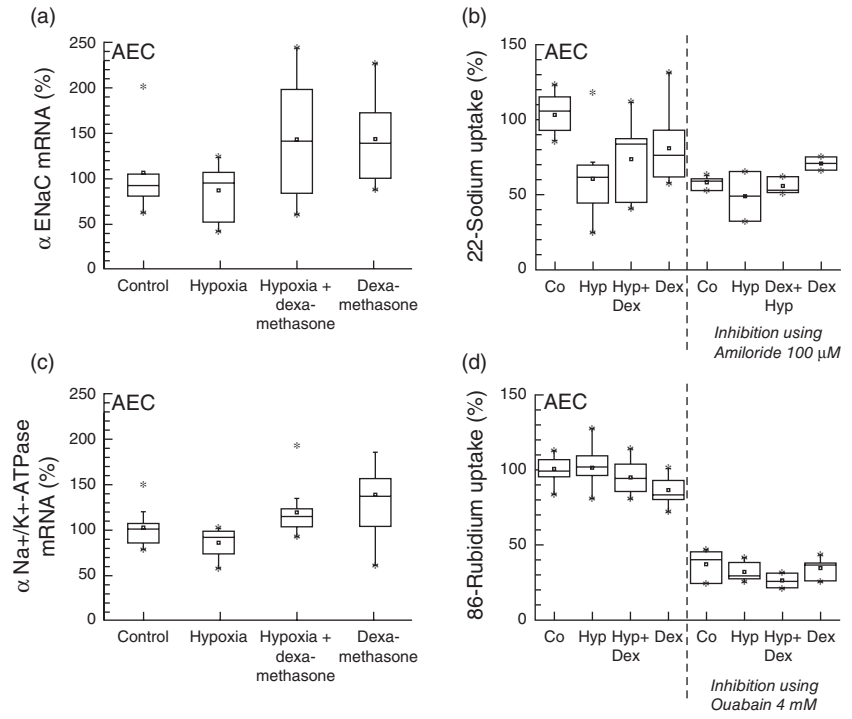 (a)
AEC
α ENaC mRNA (%)
250
200
150
100
50
0
Control
Hypoxia
Hypoxia +
dexa-
methasone
Dexa-
methasone
(b)
AEC
22-Sodium uptake (%)
150
100
50
0
Co
Hyp
Hyp+
Dex
Dex
Co
Hyp
Dex+
Hyp
Dex
Inhibition using
Amiloride 100 μM
(c)
AEC
α Na+/K+-ATPase
mRNA (%)
250
200
150
100
50
0
Control
Hypoxia
Hypoxia +
dexa-
methasone
Dexa-
methasone
(d)
AEC
86-Rubidium uptake (%)
150
100
50
0
Co
Hyp
Hyp+
Dex
Dex
Co
Hyp
Hyp+
Dex
Dex
Inhibition using
Ouabain 4 mM